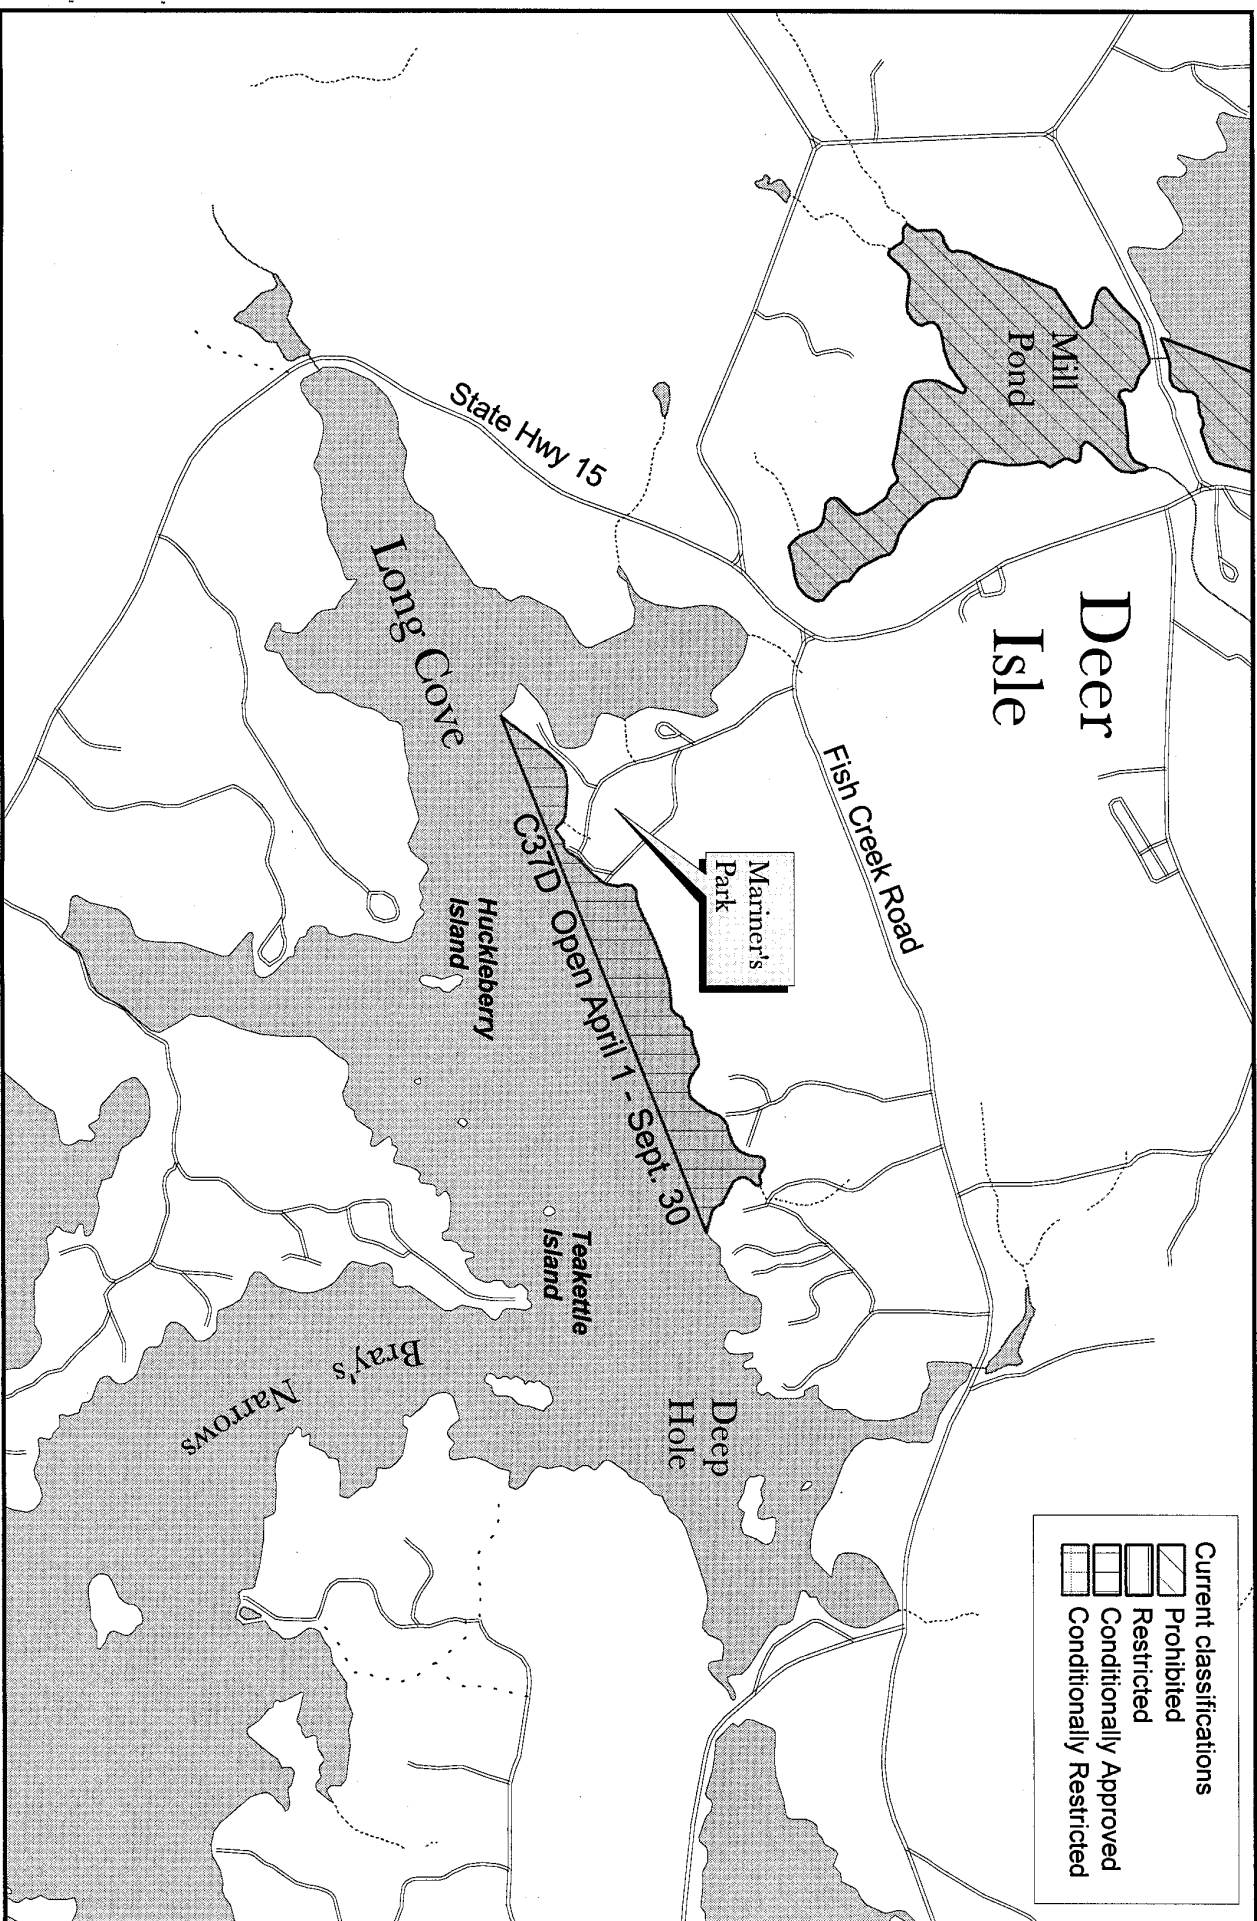 Current classifications
Prohibited
Restricted
Conditionally Approved
Conditionally Restricted
Mill
Pond
Deer
Isle
State Hwy 15
Fish Creek Road
Mariner's
Park
Long Cove
C37D Open April 1 - Sept. 30
Huckleberry
Island
Teakettle
Island
Deep
Hole
Bray's
Narrows